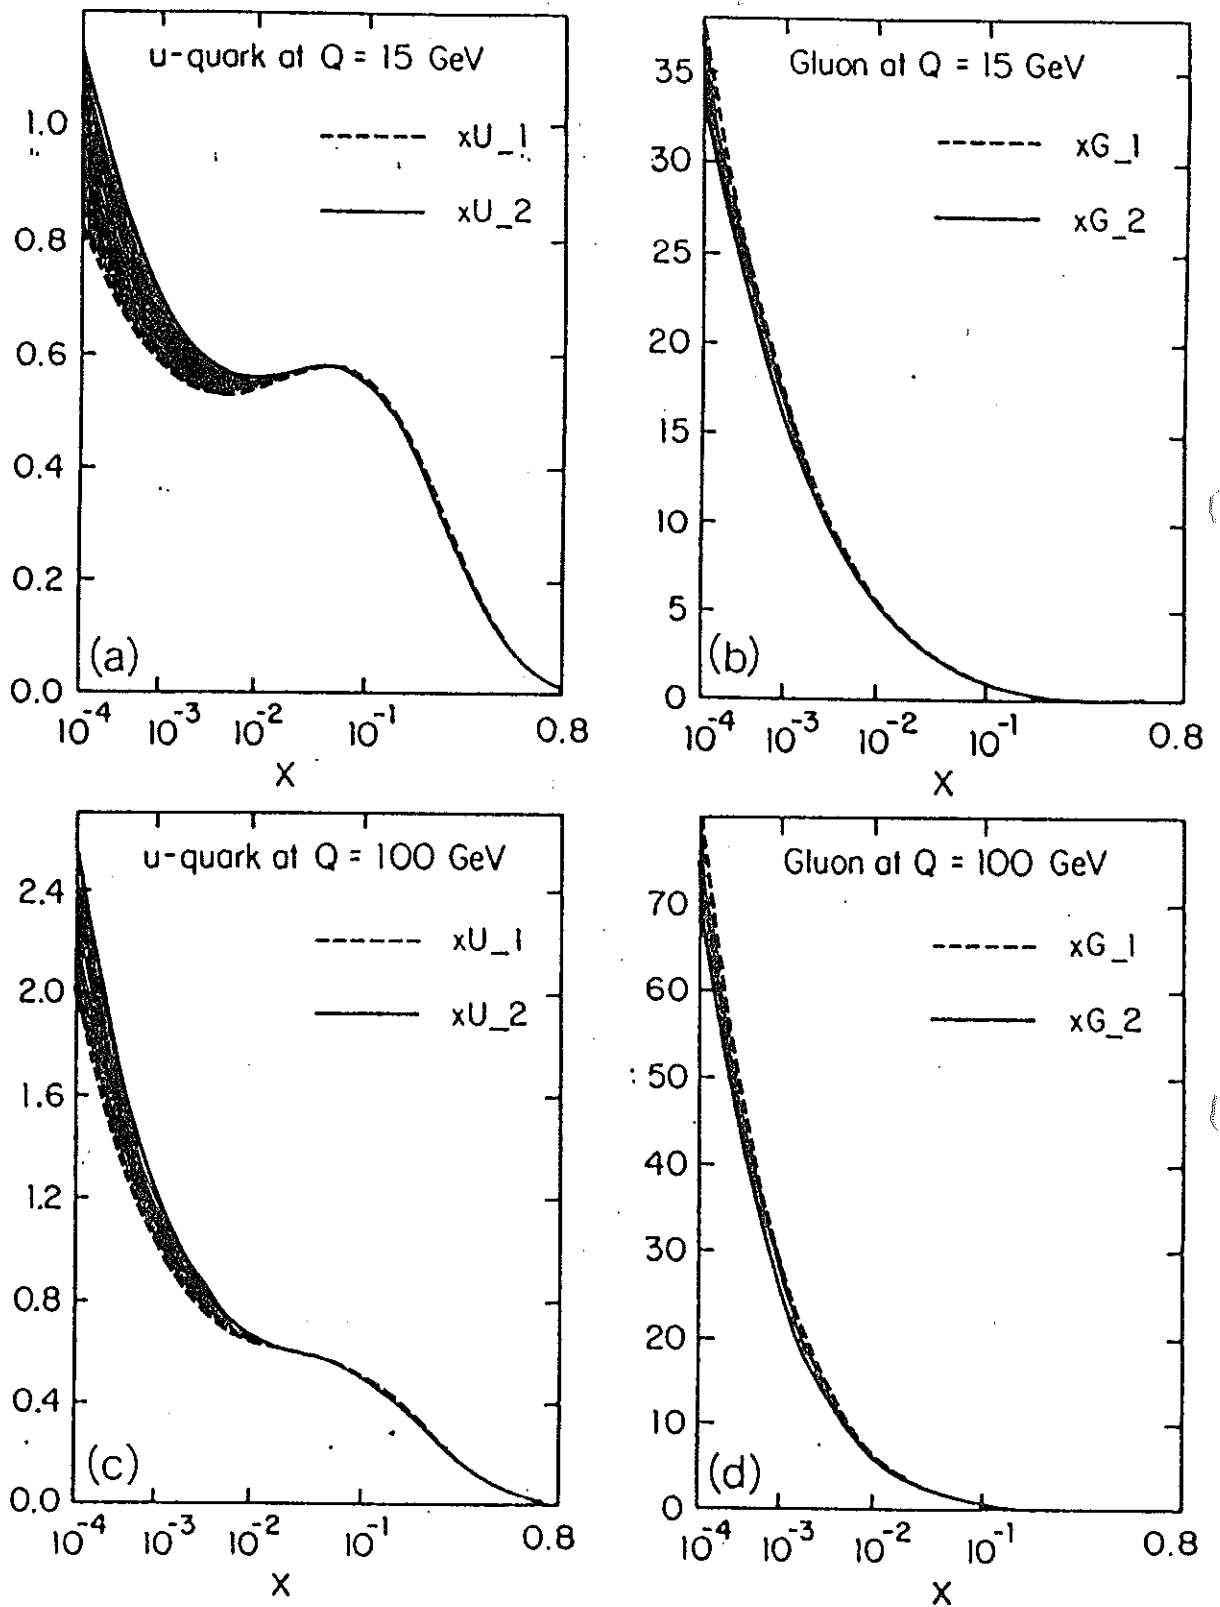 u-quark at Q = 15 GeV
xU_1
xU_2
1.0
0.8
0.6
0.4
0.2
0.0
(a)
10⁻⁴ 10⁻³ 10⁻² 10⁻¹ 0.8
X
Gluon at Q = 15 GeV
xG_1
xG_2
35
30
25
20
15
10
5
0
(b)
10⁻⁴ 10⁻³ 10⁻² 10⁻¹ 0.8
X
u-quark at Q = 100 GeV
xU_1
xU_2
2.4
2.0
1.6
1.2
0.8
0.4
0.0
(c)
10⁻⁴ 10⁻³ 10⁻² 10⁻¹ 0.8
X
Gluon at Q = 100 GeV
xG_1
xG_2
70
60
50
40
30
20
10
0
(d)
10⁻⁴ 10⁻³ 10⁻² 10⁻¹ 0.8
X